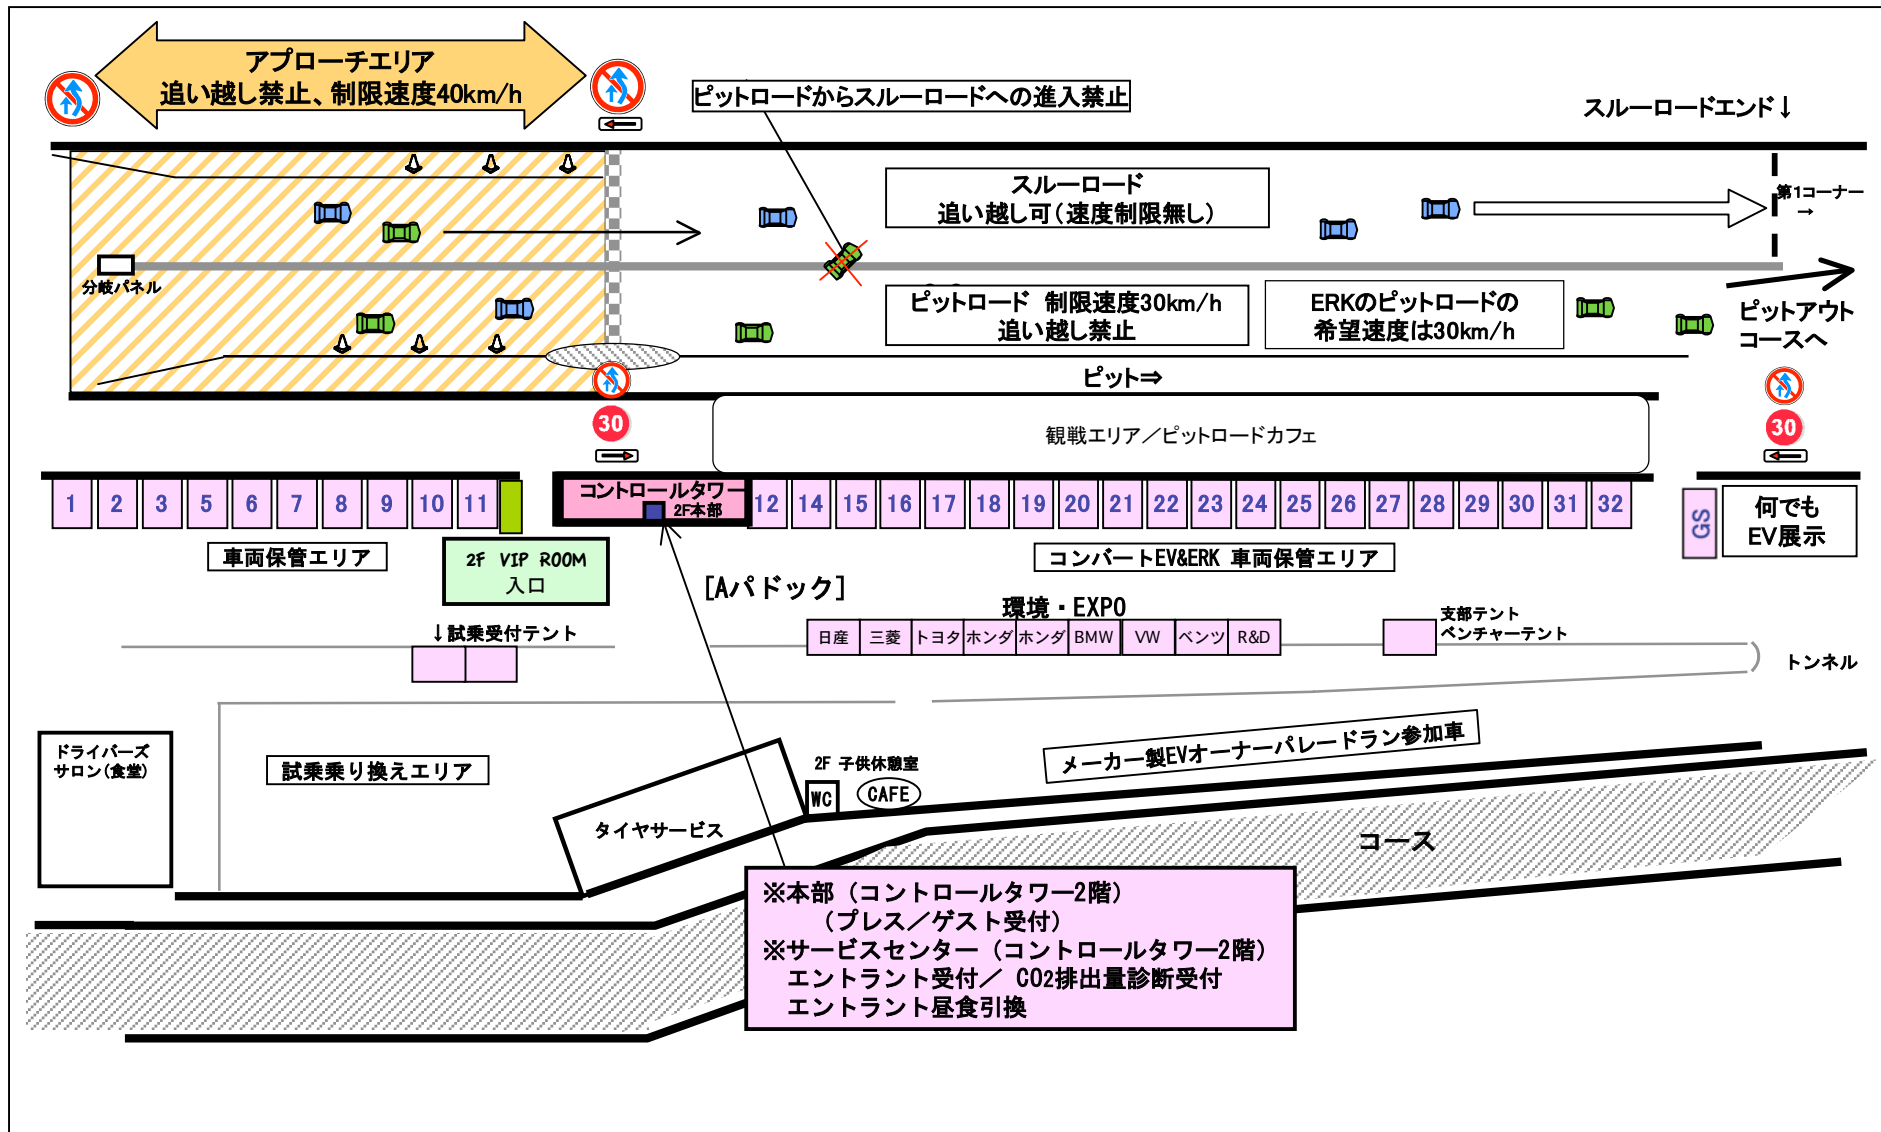 アプローチエリア
追い越し禁止、制限速度40km/h
ピットロードからスルーロードへの進入禁止
スルーロードエンド↓
スルーロード
追い越し可(速度制限無し)
第1コーナー
→
分岐パネル
ピットロード 制限速度30km/h
追い越し禁止
ERKのピットロードの
希望速度は30km/h
ピットアウト
コースへ
ピット⇒
30
30
観戦エリア／ピットロードカフェ
1 2 3 5 6 7 8 9 10 11
コントロールタワー
2F本部
12 14 15 16 17 18 19 20 21 22 23 24 25 26 27 28 29 30 31 32
GS
何でも
EV展示
車両保管エリア
2F VIP ROOM
入口
コンバートEV&ERK 車両保管エリア
[Aパドック]
環境・EXPO
日産 三菱 トヨタ ホンダ ホンダ BMW VW ベンツ R&D
支部テント
ベンチャーテント
↓試乗受付テント
トンネル
ドライバーズ
サロン(食堂)
試乗乗り換えエリア
メーカー製EVオーナーパレードラン参加車
2F 子供休憩室
WC
CAFE
タイヤサービス
コース
※本部（コントロールタワー2階）
（プレス／ゲスト受付）
※サービスセンター（コントロールタワー2階）
エントラント受付／ CO2排出量診断受付
エントラント昼食引換